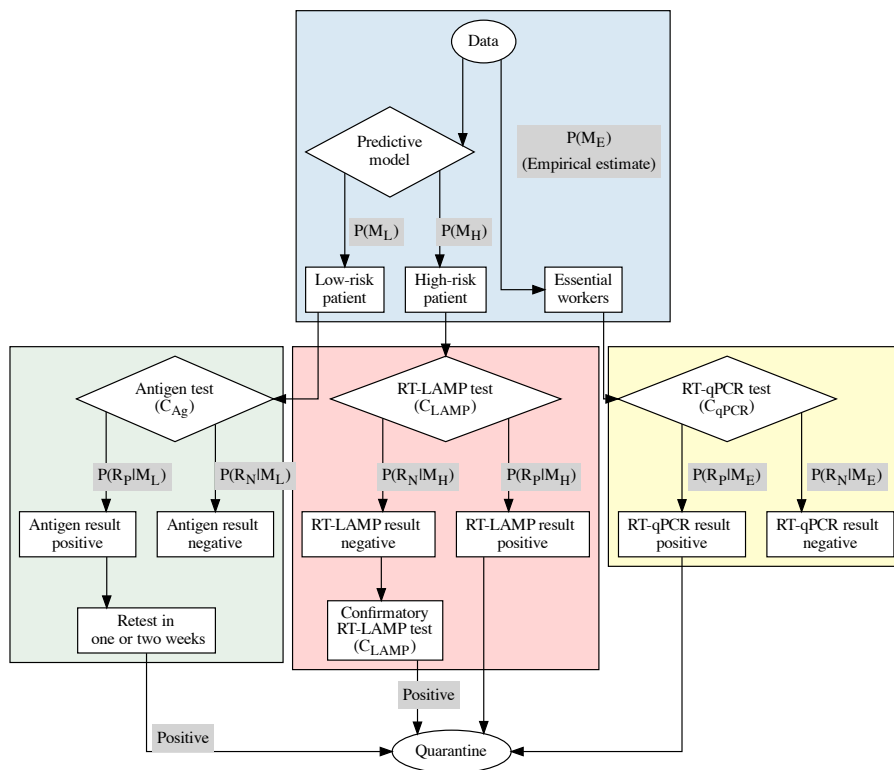 Data
Predictive
model
P(M_E)
(Empirical estimate)
P(M_L)
P(M_H)
Low-risk
patient
High-risk
patient
Essential
workers
Antigen test
(C_Ag)
RT-LAMP test
(C_LAMP)
RT-qPCR test
(C_qPCR)
P(R_P|M_L)
P(R_N|M_L)
P(R_N|M_H)
P(R_P|M_H)
P(R_P|M_E)
P(R_N|M_E)
Antigen result
positive
Antigen result
negative
RT-LAMP result
negative
RT-LAMP result
positive
RT-qPCR result
positive
RT-qPCR result
negative
Retest in
one or two weeks
Confirmatory
RT-LAMP test
(C_LAMP)
Positive
Positive
Quarantine